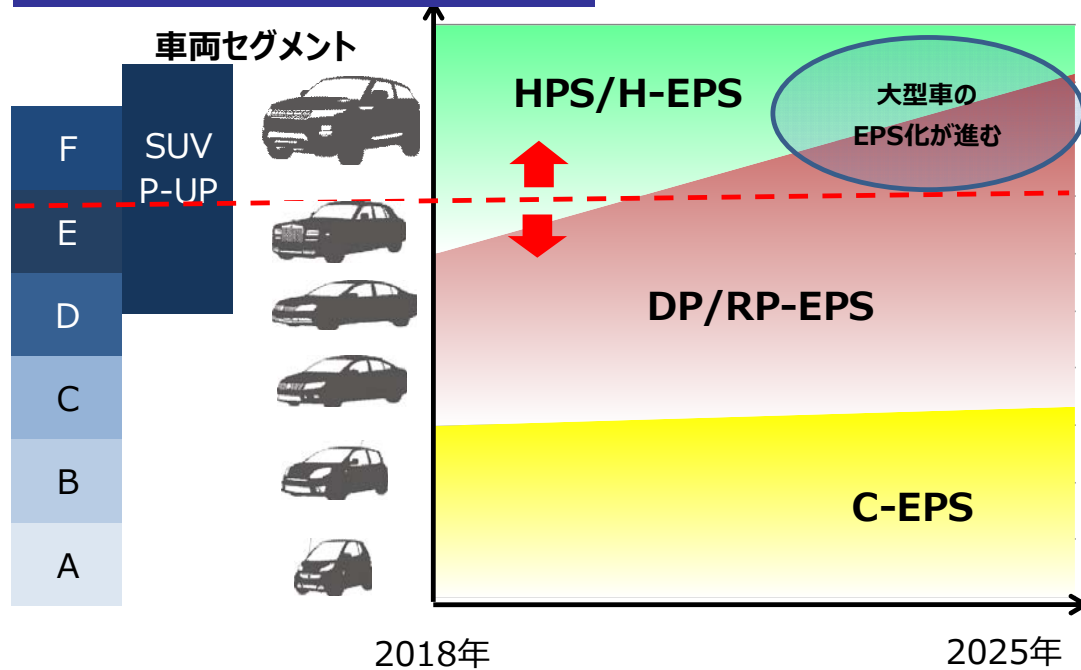 車両セグメント
F
E
D
C
B
A
SUV
P-UP
HPS/H-EPS
大型車の
EPS化が進む
DP/RP-EPS
C-EPS
2018年
2025年